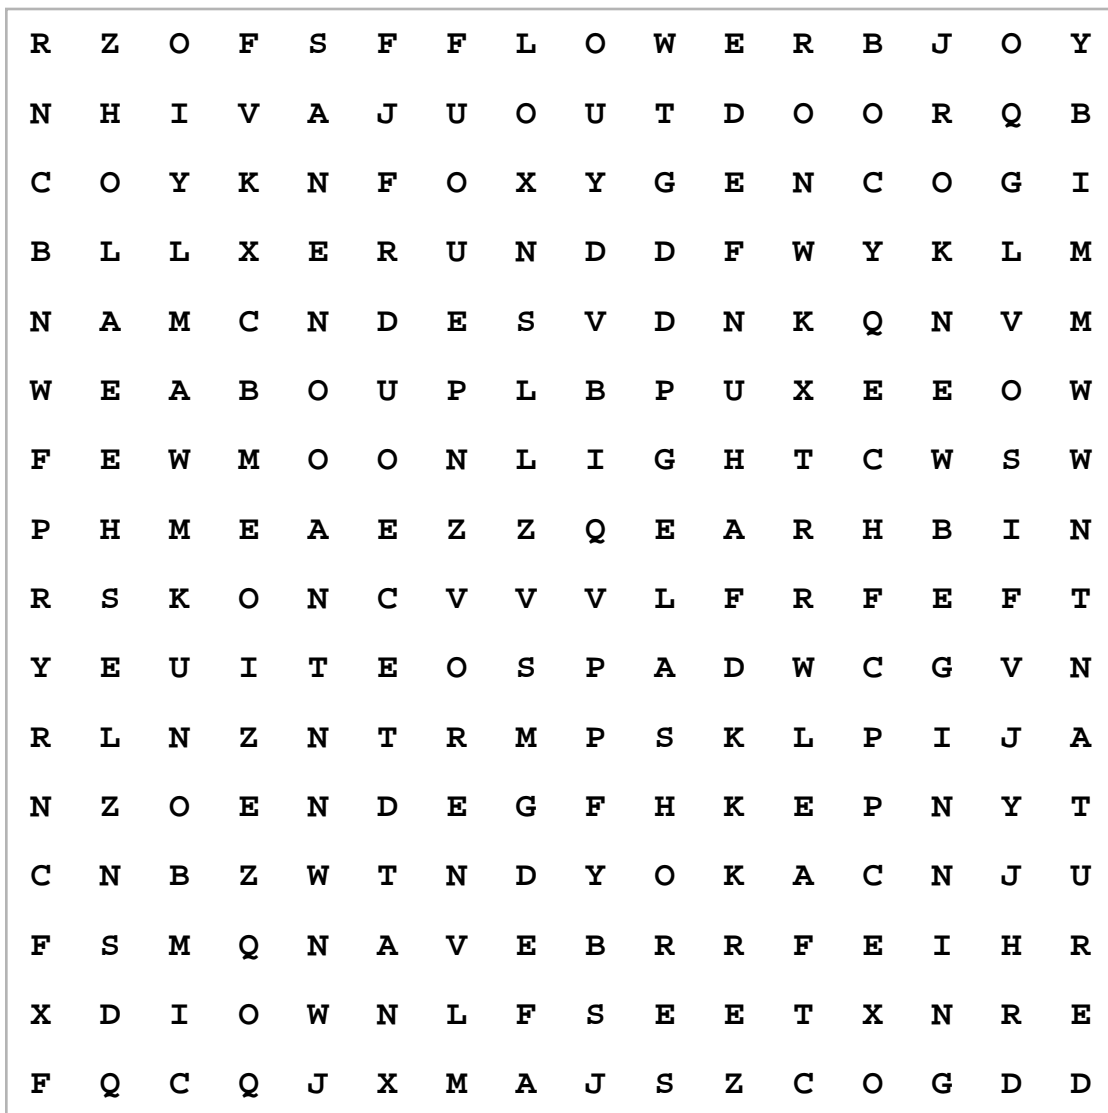 R Z O F S F F L O W E R B J O Y
N H I V A J U O U T D O O R Q B
C O Y K N F O X Y G E N C O G I
B L L X E R U N D D F W Y K L M
N A M C N D E S V D N K Q N V M
W E A B O U P L B P U X E E O W
F E W M O O N L I G H T C W S W
P H M E A E Z Z Q E A R H B I N
R S K O N C V V V L F R F E F T
Y E U I T E O S P A D W C G V N
R L N Z N T R M P S K L P I J A
N Z O E N D E G F H K E P N Y T
C N B Z W T N D Y O K A C N J U
F S M Q N A V E B R R F E I H R
X D I O W N L F S E E T X N R E
F Q C Q J X M A J S Z C O G D D